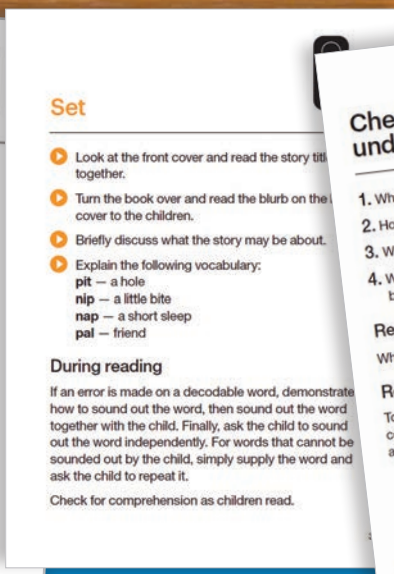 Set
Look at the front cover and read the story
together.
Turn the book over and read the blurb on the
cover to the children.
Briefly discuss what the story may be about.
Explain the following vocabulary:
pit — a hole
nip — a little bite
nap — a short sleep
pal — friend
During reading
If an error is made on a decodable word, demonstrate
how to sound out the word, then sound out the word
together with the child. Finally, ask the child to sound
out the word independently. For words that cannot be
sounded out by the child, simply supply the word and
ask the child to repeat it.
Check for comprehension as children read.
1.
2.
3.
4.